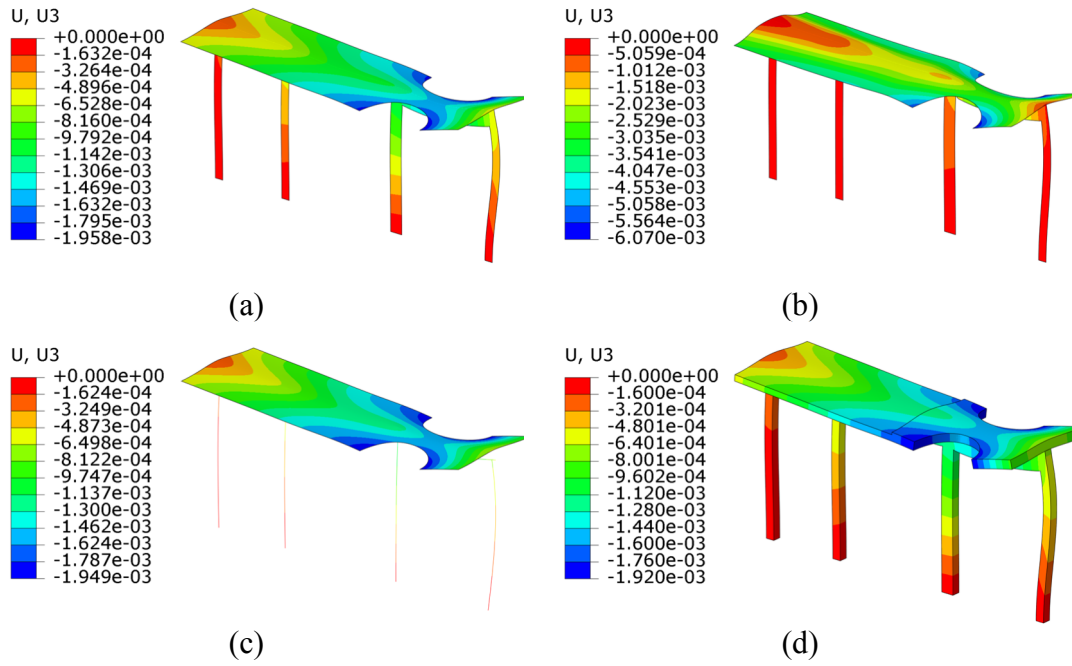 U, U3
+0.000e+00
-1.632e-04
-3.264e-04
-4.896e-04
-6.528e-04
-8.160e-04
-9.792e-04
-1.142e-03
-1.306e-03
-1.469e-03
-1.632e-03
-1.795e-03
-1.958e-03
(a)
U, U3
+0.000e+00
-5.059e-04
-1.012e-03
-1.518e-03
-2.023e-03
-2.529e-03
-3.035e-03
-3.541e-03
-4.047e-03
-4.553e-03
-5.058e-03
-5.564e-03
-6.070e-03
(b)
U, U3
+0.000e+00
-1.624e-04
-3.249e-04
-4.873e-04
-6.498e-04
-8.122e-04
-9.747e-04
-1.137e-03
-1.300e-03
-1.462e-03
-1.624e-03
-1.787e-03
-1.949e-03
(c)
U, U3
+0.000e+00
-1.600e-04
-3.201e-04
-4.801e-04
-6.401e-04
-8.001e-04
-9.602e-04
-1.120e-03
-1.280e-03
-1.440e-03
-1.600e-03
-1.760e-03
-1.920e-03
(d)